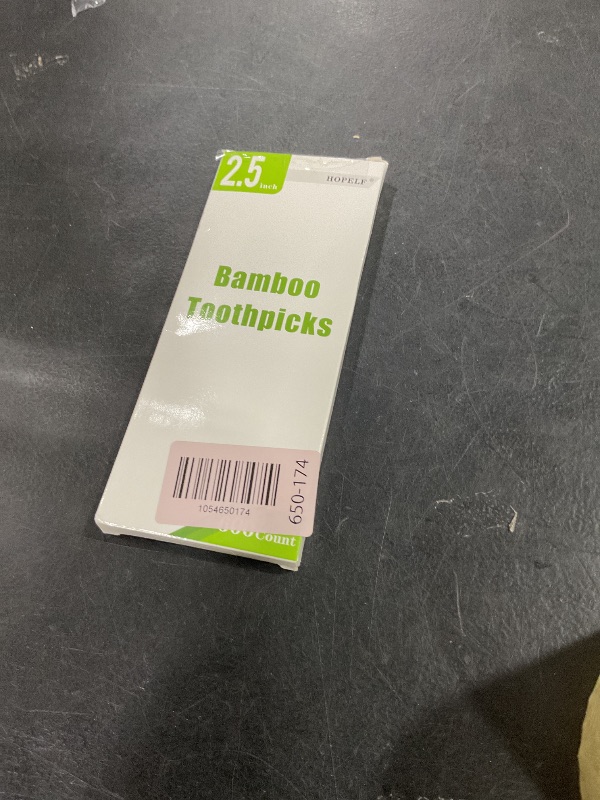 2.5 inch
HOPELF
Bamboo
Toothpicks
1054650174
650-174
Count